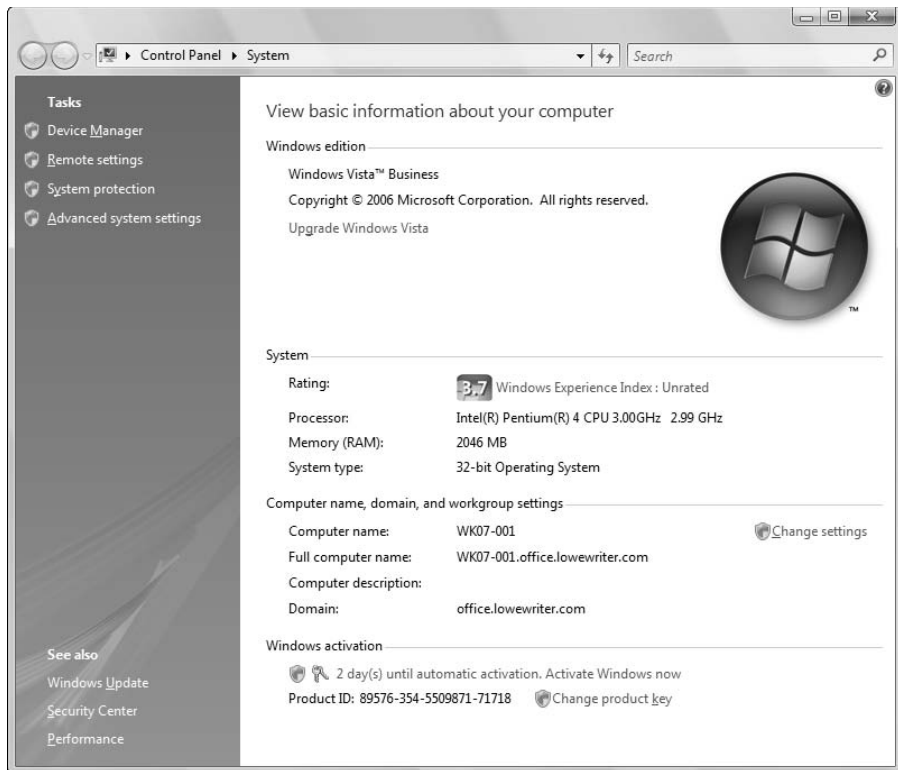 Control Panel ▸ System
Search
Tasks
Device Manager
Remote settings
System protection
Advanced system settings
See also
Windows Update
Security Center
Performance
View basic information about your computer
Windows edition
Windows Vista™ Business
Copyright © 2006 Microsoft Corporation. All rights reserved.
Upgrade Windows Vista
TM
System
Rating: 3.7 Windows Experience Index : Unrated
Processor: Intel(R) Pentium(R) 4 CPU 3.00GHz 2.99 GHz
Memory (RAM): 2046 MB
System type: 32-bit Operating System
Computer name, domain, and workgroup settings
Computer name: WK07-001 Change settings
Full computer name: WK07-001.office.lowewriter.com
Computer description:
Domain: office.lowewriter.com
Windows activation
2 day(s) until automatic activation. Activate Windows now
Product ID: 89576-354-5509871-71718 Change product key